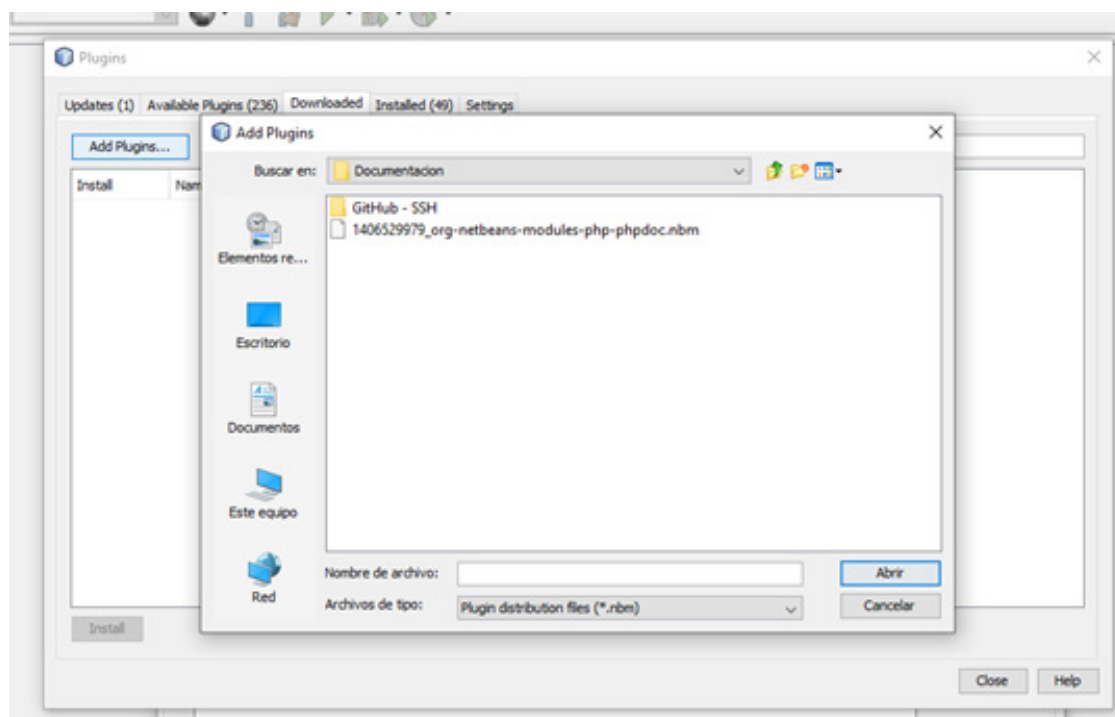 Plugins
Updates (1) Available Plugins (236) Downloaded Installed (49) Settings
Add Plugins...
Install Nam
Add Plugins
Buscar en: Documentacion
GitHub - SSH
1406529979_org-netbeans-modules-php-phpdoc.nbm
Elementos re...
Escritorio
Documentos
Este equipo
Red
Nombre de archivo: Abrir
Archivos de tipo: Plugin distribution files (*.nbm) Cancelar
Install
Close Help